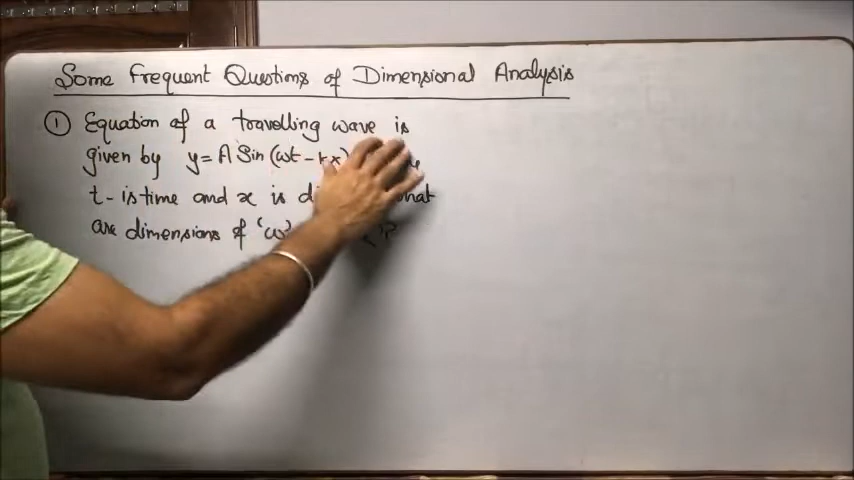 Some Frequent Questions of Dimensional Analysis
① Equation of a travelling wave is
given by y = A Sin (ωt - kx)
t - is time and x is
are dimensions of 'ω'